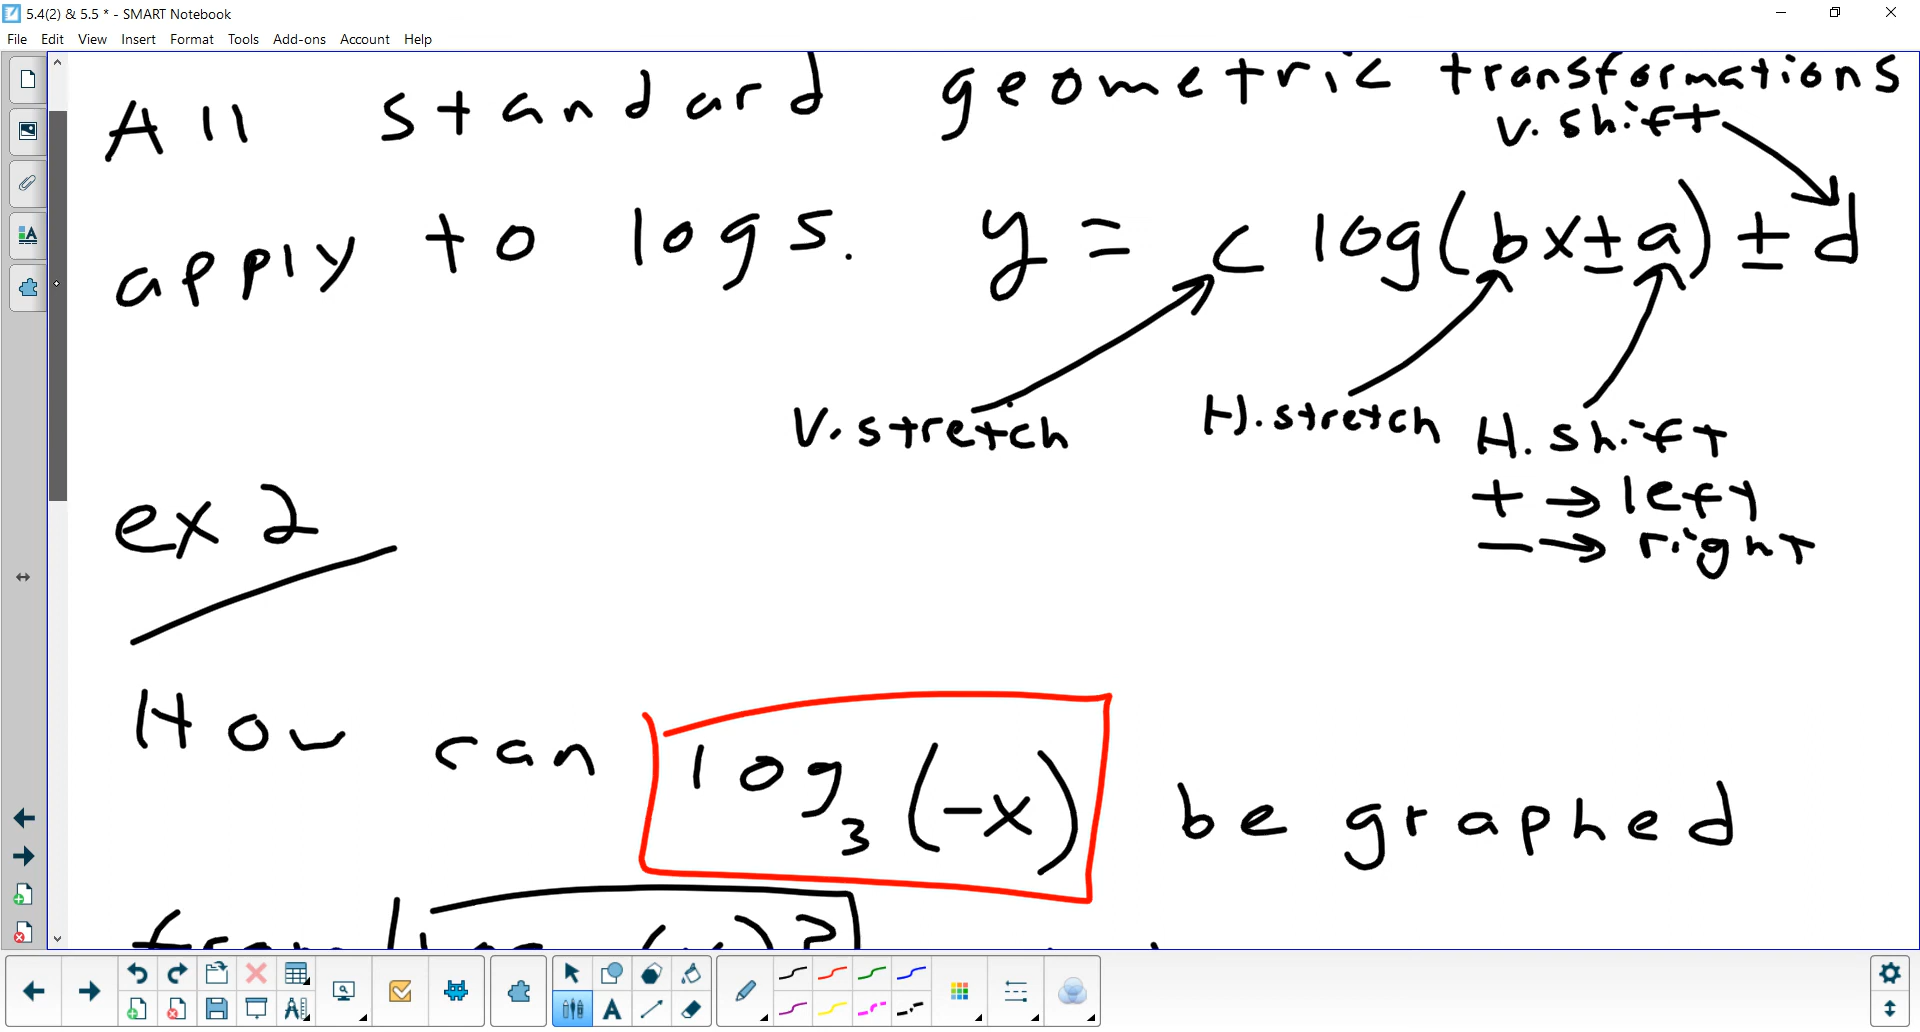 5.4(2) & 5.5 * - SMART Notebook
File Edit View Insert Format Tools Add-ons Account Help
All standard geometric transformations
v. shift
apply to logs. y = c log(bx±a) ± d
V. stretch H. stretch H. shift
+ → left
- → right
ex 2
How can log₃(-x) be graphed